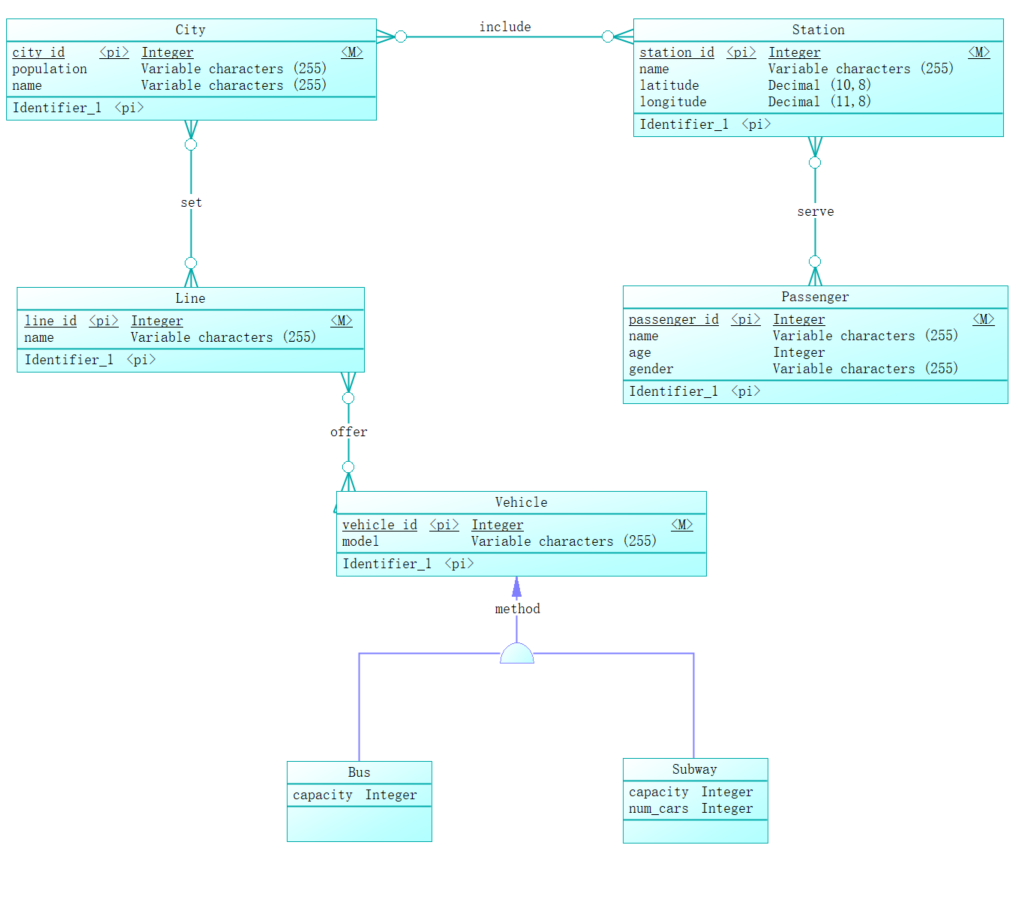 City
city_id <pi> Integer <M>
population Variable characters (255)
name Variable characters (255)
Identifier_1 <pi>
include
Station
station_id <pi> Integer <M>
name Variable characters (255)
latitude Decimal (10,8)
longitude Decimal (11,8)
Identifier_1 <pi>
set
serve
Line
line_id <pi> Integer <M>
name Variable characters (255)
Identifier_1 <pi>
Passenger
passenger_id <pi> Integer <M>
name Variable characters (255)
age Integer
gender Variable characters (255)
Identifier_1 <pi>
offer
Vehicle
vehicle_id <pi> Integer <M>
model Variable characters (255)
Identifier_1 <pi>
method
Bus
capacity Integer
Subway
capacity Integer
num_cars Integer